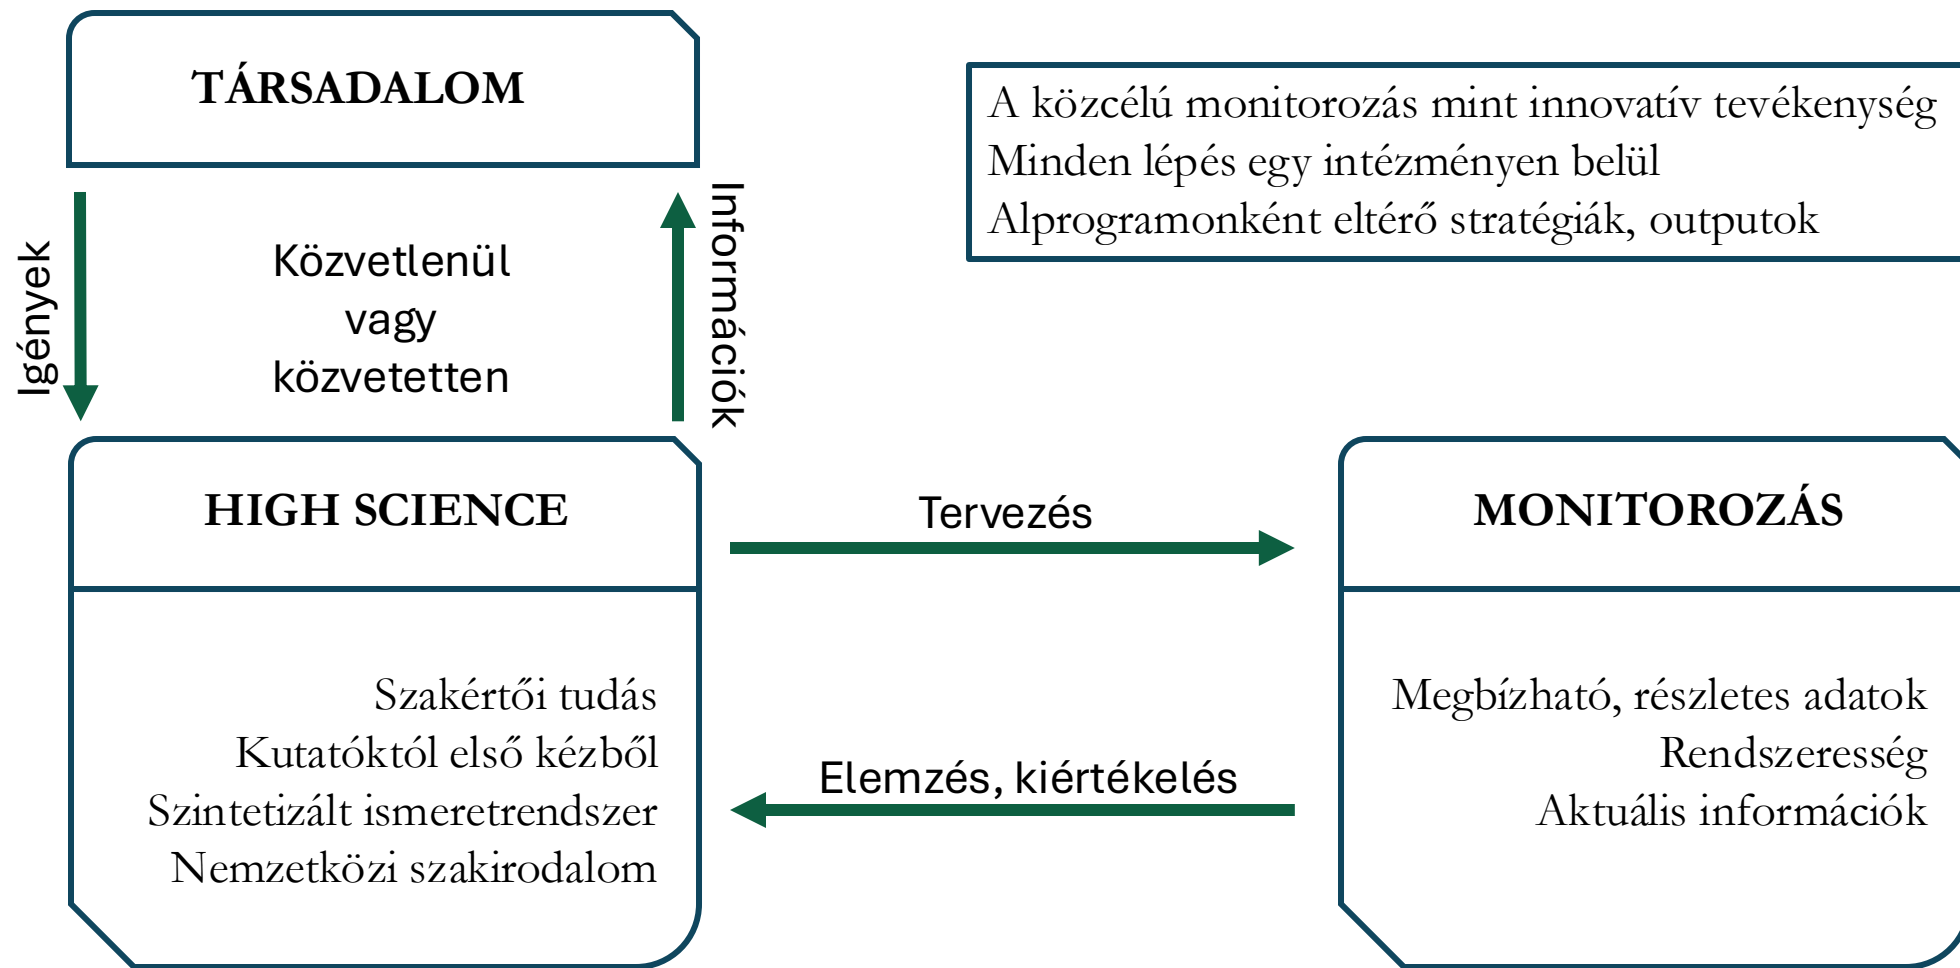 TÁRSADALOM
A közcélú monitorozás mint innovatív tevékenység
Minden lépés egy intézményen belül
Alprogramonként eltérő stratégiák, outputok
Igények
Közvetlenül
vagy
közvetetten
Információk
HIGH SCIENCE
Szakértői tudás
Kutatóktól első kézből
Szintetizált ismeretrendszer
Nemzetközi szakirodalom
Tervezés
Elemzés, kiértékelés
MONITOROZÁS
Megbízható, részletes adatok
Rendszeresség
Aktuális információk